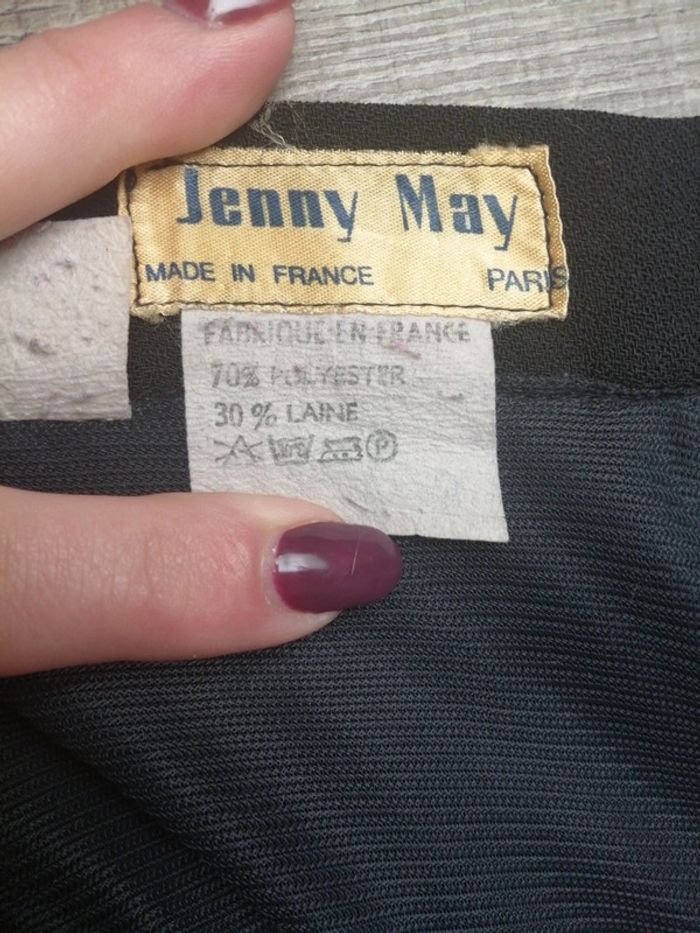 Jenny May
MADE IN FRANCE PARIS
FABRIQUE EN FRANCE
70% POLYESTER
30% LAINE
P